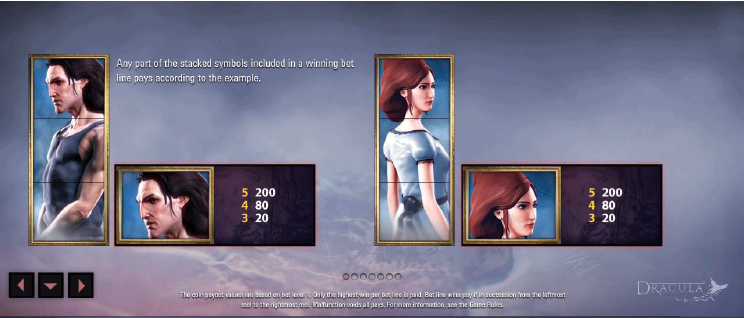 Any part of the stacked symbols included in a winning bet
line pays according to the example.
5 200
4 80
3 20
5 200
4 80
3 20
DRACULA
The coin payout values are based on bet level 1. Only the highest win per bet line is paid. Bet line wins pay if in succession from the leftmost
reel to the rightmost reel. Malfunction voids all pays. For more information, see the Game Rules.